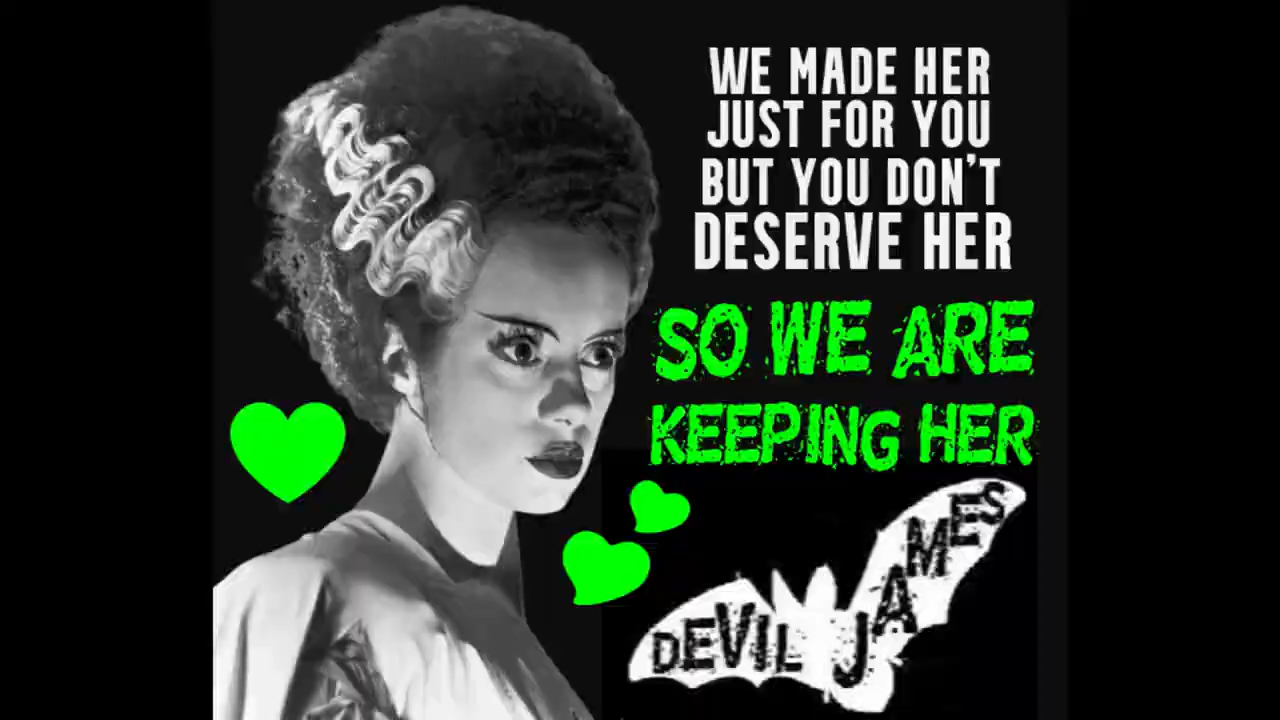 WE MADE HER
JUST FOR YOU
BUT YOU DON'T
DESERVE HER
SO WE ARE
KEEPING HER
DEVIL JAMES